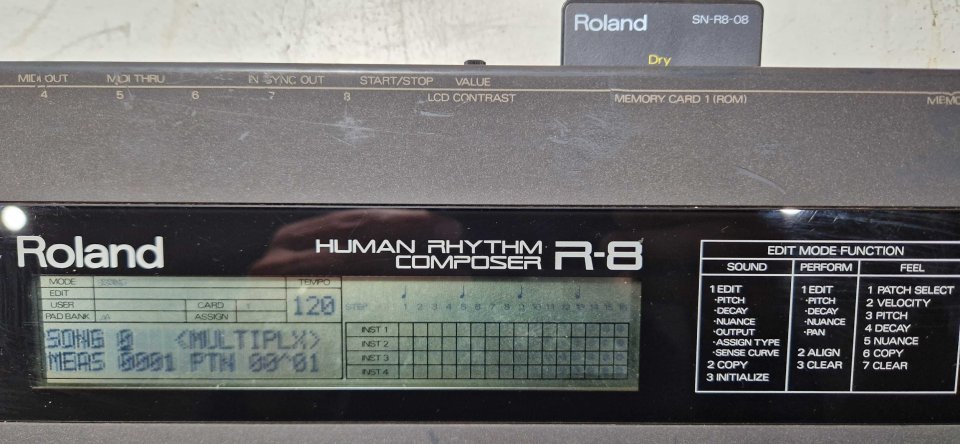 Roland SN-R8-08
Dry
MIDI OUT MIDI THRU IN SYNC OUT START/STOP VALUE
4 5 6 7 8 LCD CONTRAST MEMORY CARD 1 (ROM)
Roland HUMAN RHYTHM COMPOSER R-8
MODE SONG TEMPO
EDIT
USER CARD 120
PAD BANK A ASSIGN
STEP 1 2 3 4 5 6 7 8 9 10 11 12 13 14 15 16
SONG 0 <MULTIPLX>
MEAS 0001 PTN 00/01
INST 1
INST 2
INST 3
INST 4
EDIT MODE FUNCTION
SOUND
1 EDIT
·PITCH
·DECAY
·NUANCE
·OUTPUT
·ASSIGN TYPE
·SENSE CURVE
2 COPY
3 INITIALIZE
PERFORM
1 EDIT
·PITCH
·DECAY
·NUANCE
·PAN
2 ALIGN
3 CLEAR
FEEL
1 PATCH SELECT
2 VELOCITY
3 PITCH
4 DECAY
5 NUANCE
6 COPY
7 CLEAR